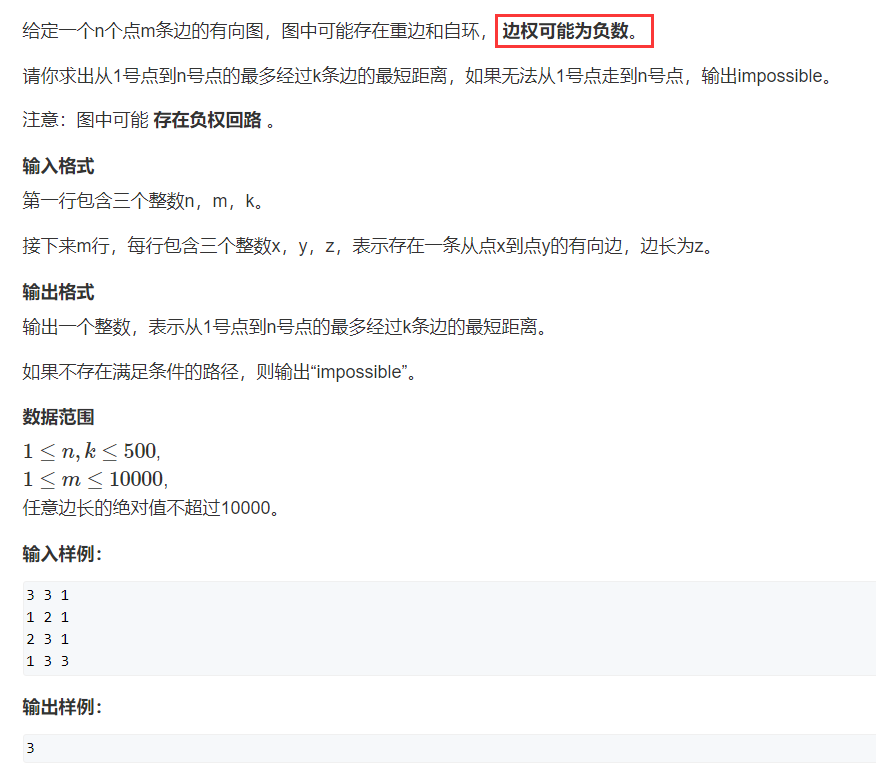 给定一个n个点m条边的有向图，图中可能存在重边和自环，边权可能为负数。
请你求出从1号点到n号点的最多经过k条边的最短距离，如果无法从1号点走到n号点，输出impossible。
注意：图中可能 存在负权回路 。
输入格式
第一行包含三个整数n，m，k。
接下来m行，每行包含三个整数x，y，z，表示存在一条从点x到点y的有向边，边长为z。
输出格式
输出一个整数，表示从1号点到n号点的最多经过k条边的最短距离。
如果不存在满足条件的路径，则输出“impossible”。
数据范围
1 ≤ n, k ≤ 500,
1 ≤ m ≤ 10000,
任意边长的绝对值不超过10000。
输入样例：
3 3 1
1 2 1
2 3 1
1 3 3
输出样例：
3